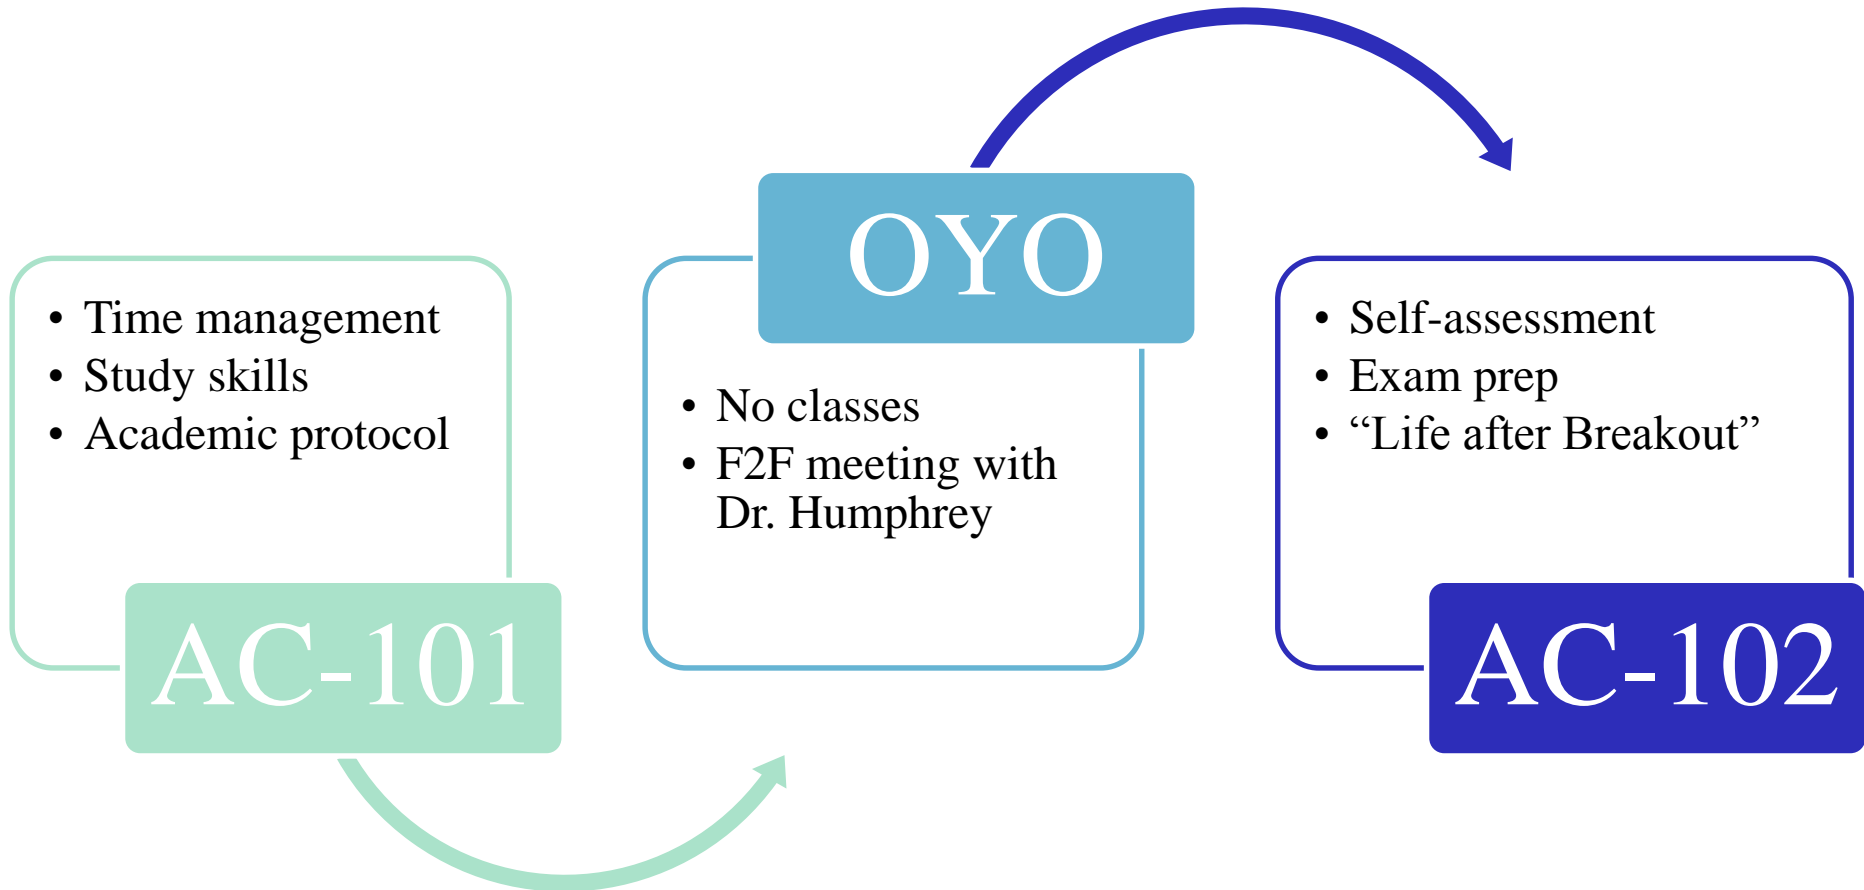 • Time management
• Study skills
• Academic protocol
AC-101
OYO
• No classes
• F2F meeting with
Dr. Humphrey
• Self-assessment
• Exam prep
• “Life after Breakout”
AC-102